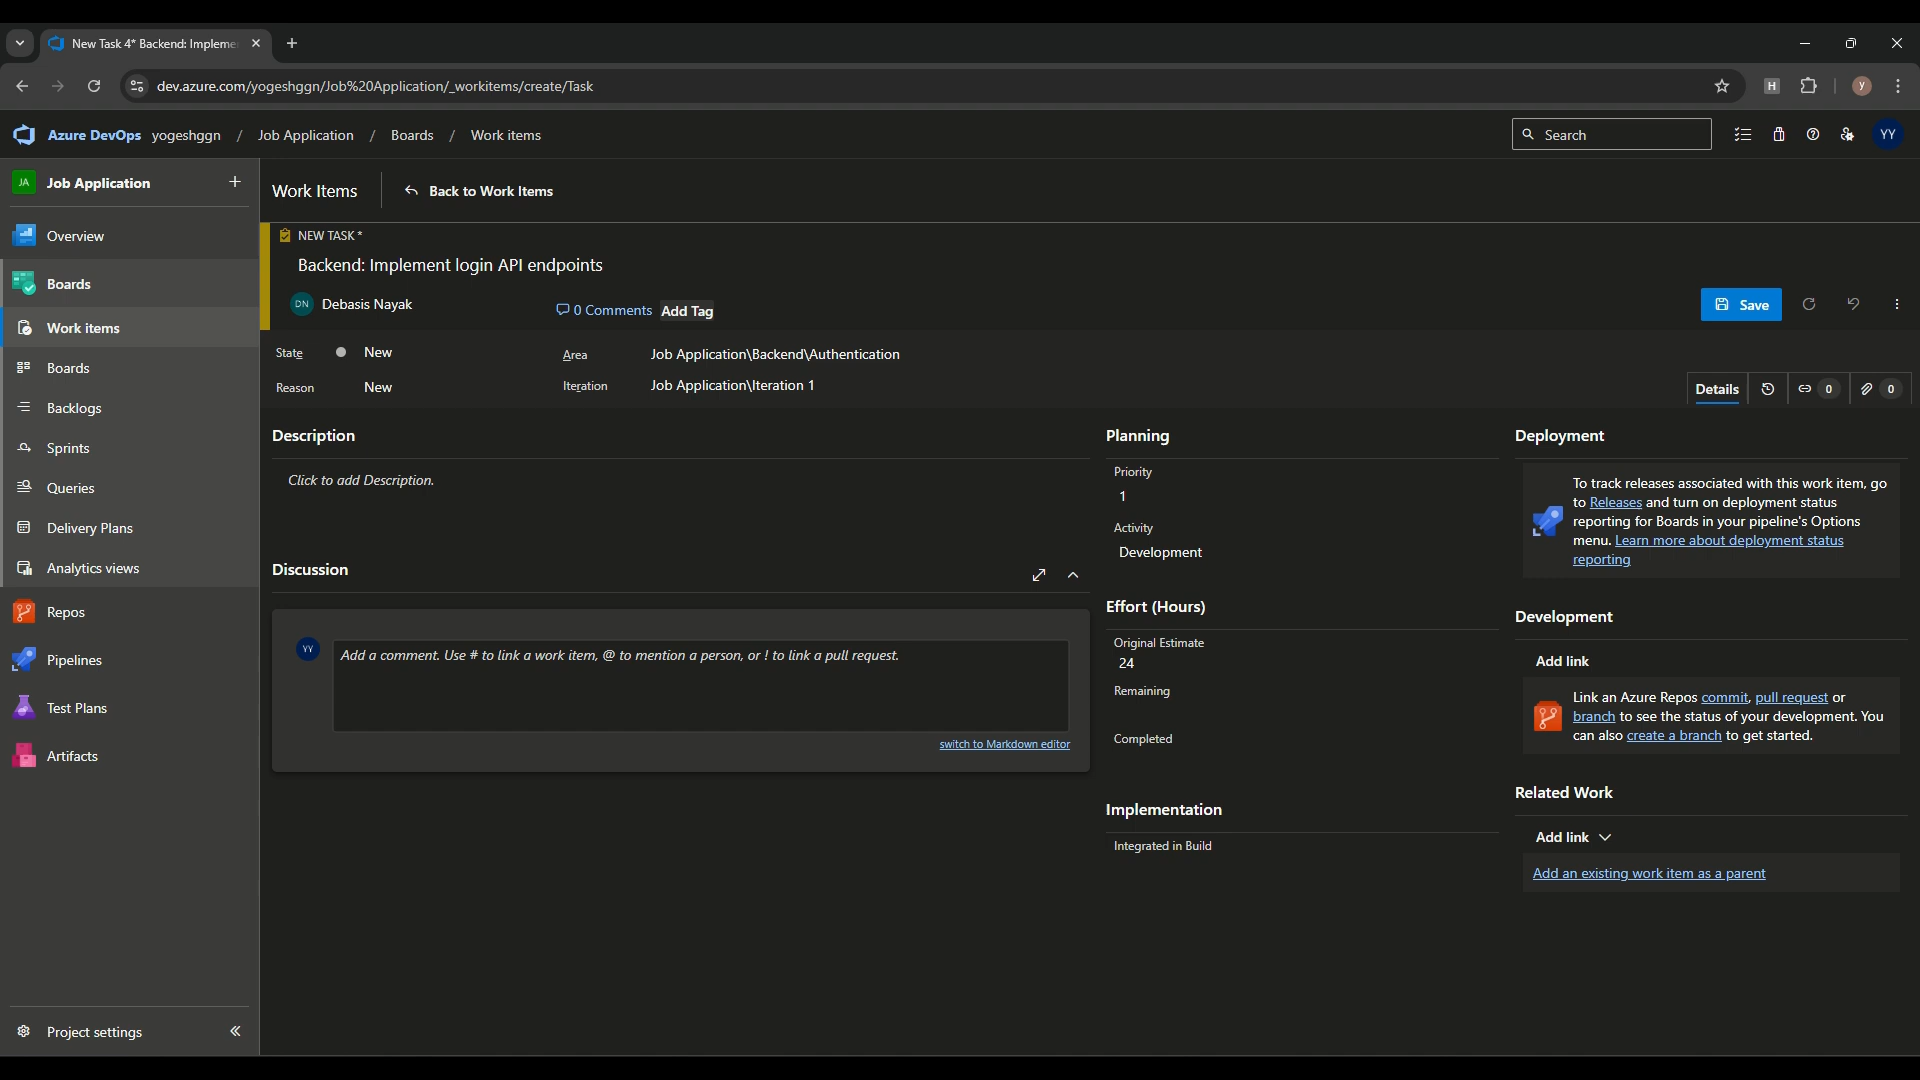 New Task 4* Backend: Impleme
dev.azure.com/yogeshggn/Job%20Application/_workitems/create/Task
H
y
Azure DevOps yogeshggn / Job Application / Boards / Work items
Search
YY
JA Job Application
Overview
Boards
Work items
Boards
Backlogs
Sprints
Queries
Delivery Plans
Analytics views
Repos
Pipelines
Test Plans
Artifacts
Project settings
Work Items
Back to Work Items
NEW TASK *
Backend: Implement login API endpoints
DN Debasis Nayak
0 Comments
Add Tag
Save
State
New
Area
Job Application\Backend\Authentication
Reason
New
Iteration
Job Application\Iteration 1
Details
0
0
Description
Click to add Description.
Discussion
YY
Add a comment. Use # to link a work item, @ to mention a person, or ! to link a pull request.
switch to Markdown editor
Planning
Priority
1
Activity
Development
Effort (Hours)
Original Estimate
24
Remaining
Completed
Implementation
Integrated in Build
Deployment
To track releases associated with this work item, go
to Releases and turn on deployment status
reporting for Boards in your pipeline's Options
menu. Learn more about deployment status
reporting
Development
Add link
Link an Azure Repos commit, pull request or
branch to see the status of your development. You
can also create a branch to get started.
Related Work
Add link
Add an existing work item as a parent